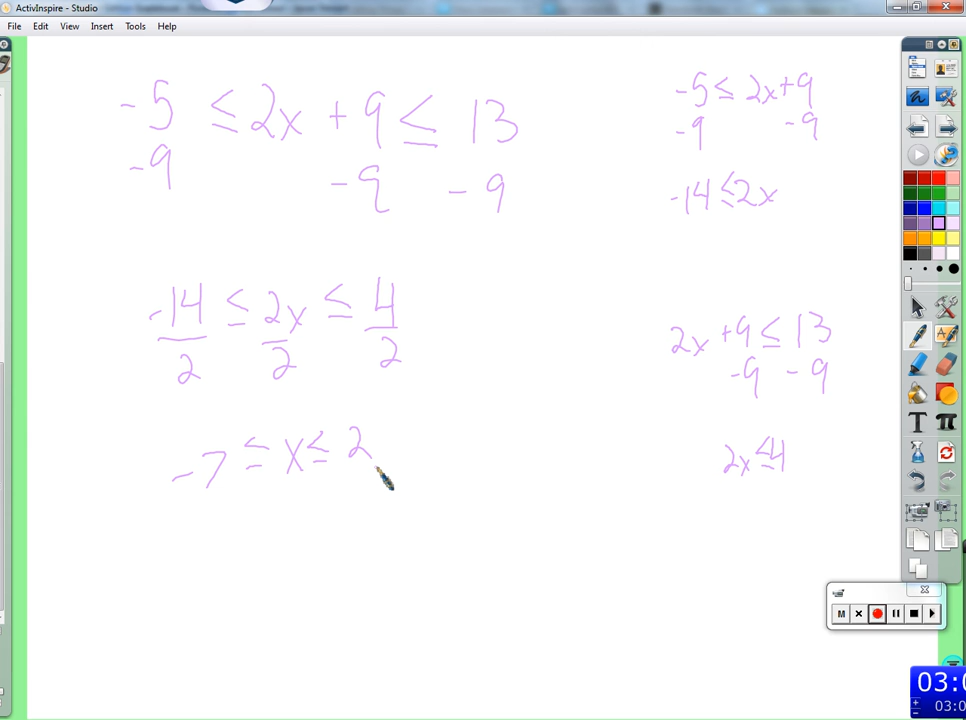 ActivInspire - Studio
File Edit View Insert Tools Help
-5 ≤ 2x + 9 ≤ 13
-9 -9 -9
-14 ≤ 2x ≤ 4
2 2 2
-7 ≤ x ≤ 2
-5 ≤ 2x+9
-9 -9
-14 ≤ 2x
2x +9 ≤ 13
-9 -9
2x ≤ 4
T π
M
03:0
03:0